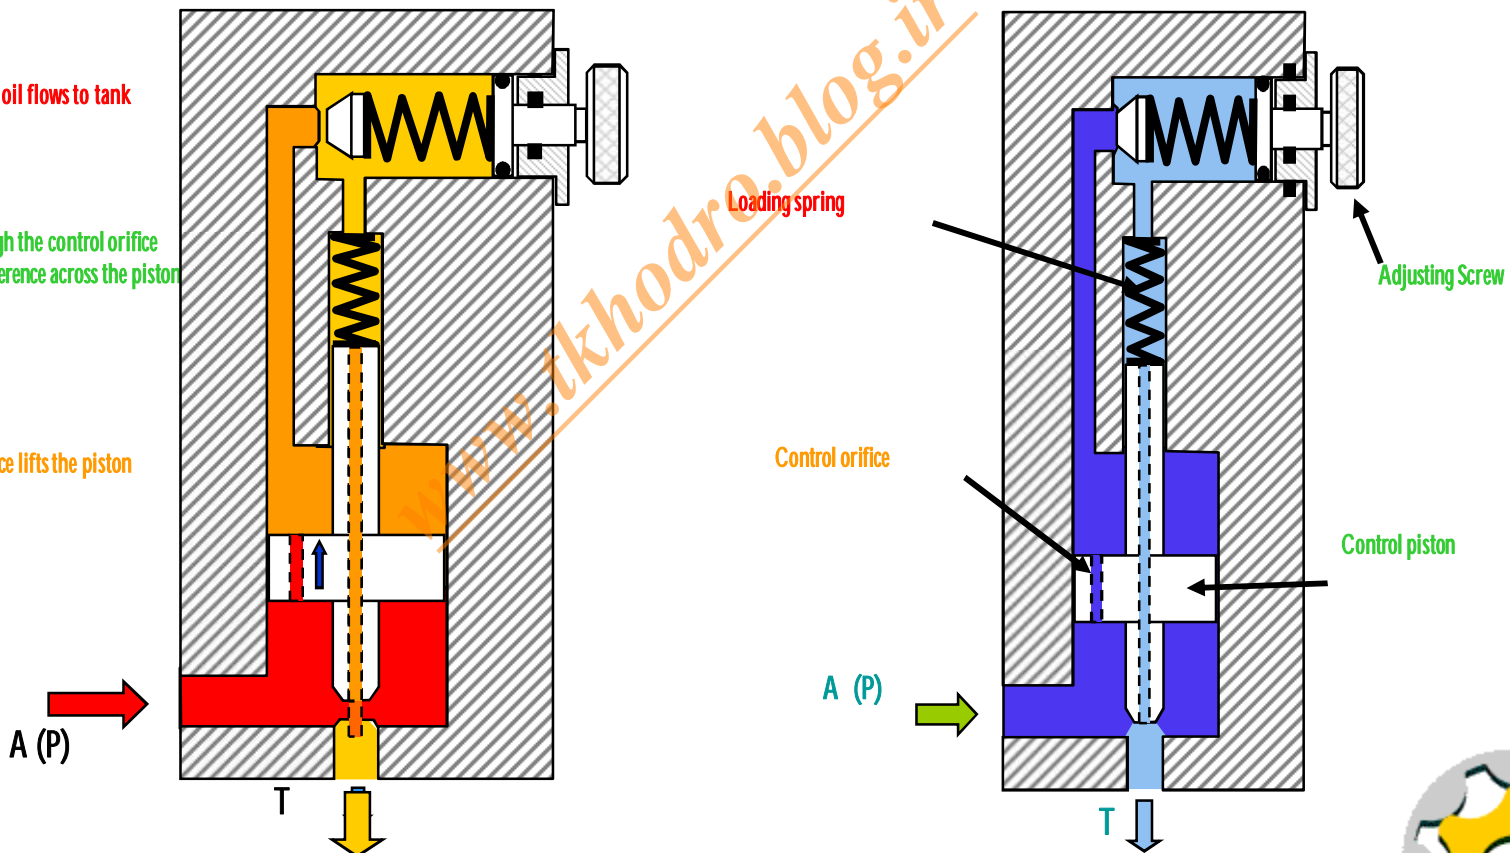 oil flows to tank
gh the control orifice
erence across the piston
ce lifts the piston
A (P)
T
www.tkhodro.blog.ir
Loading spring
Adjusting Screw
Control orifice
Control piston
A (P)
T